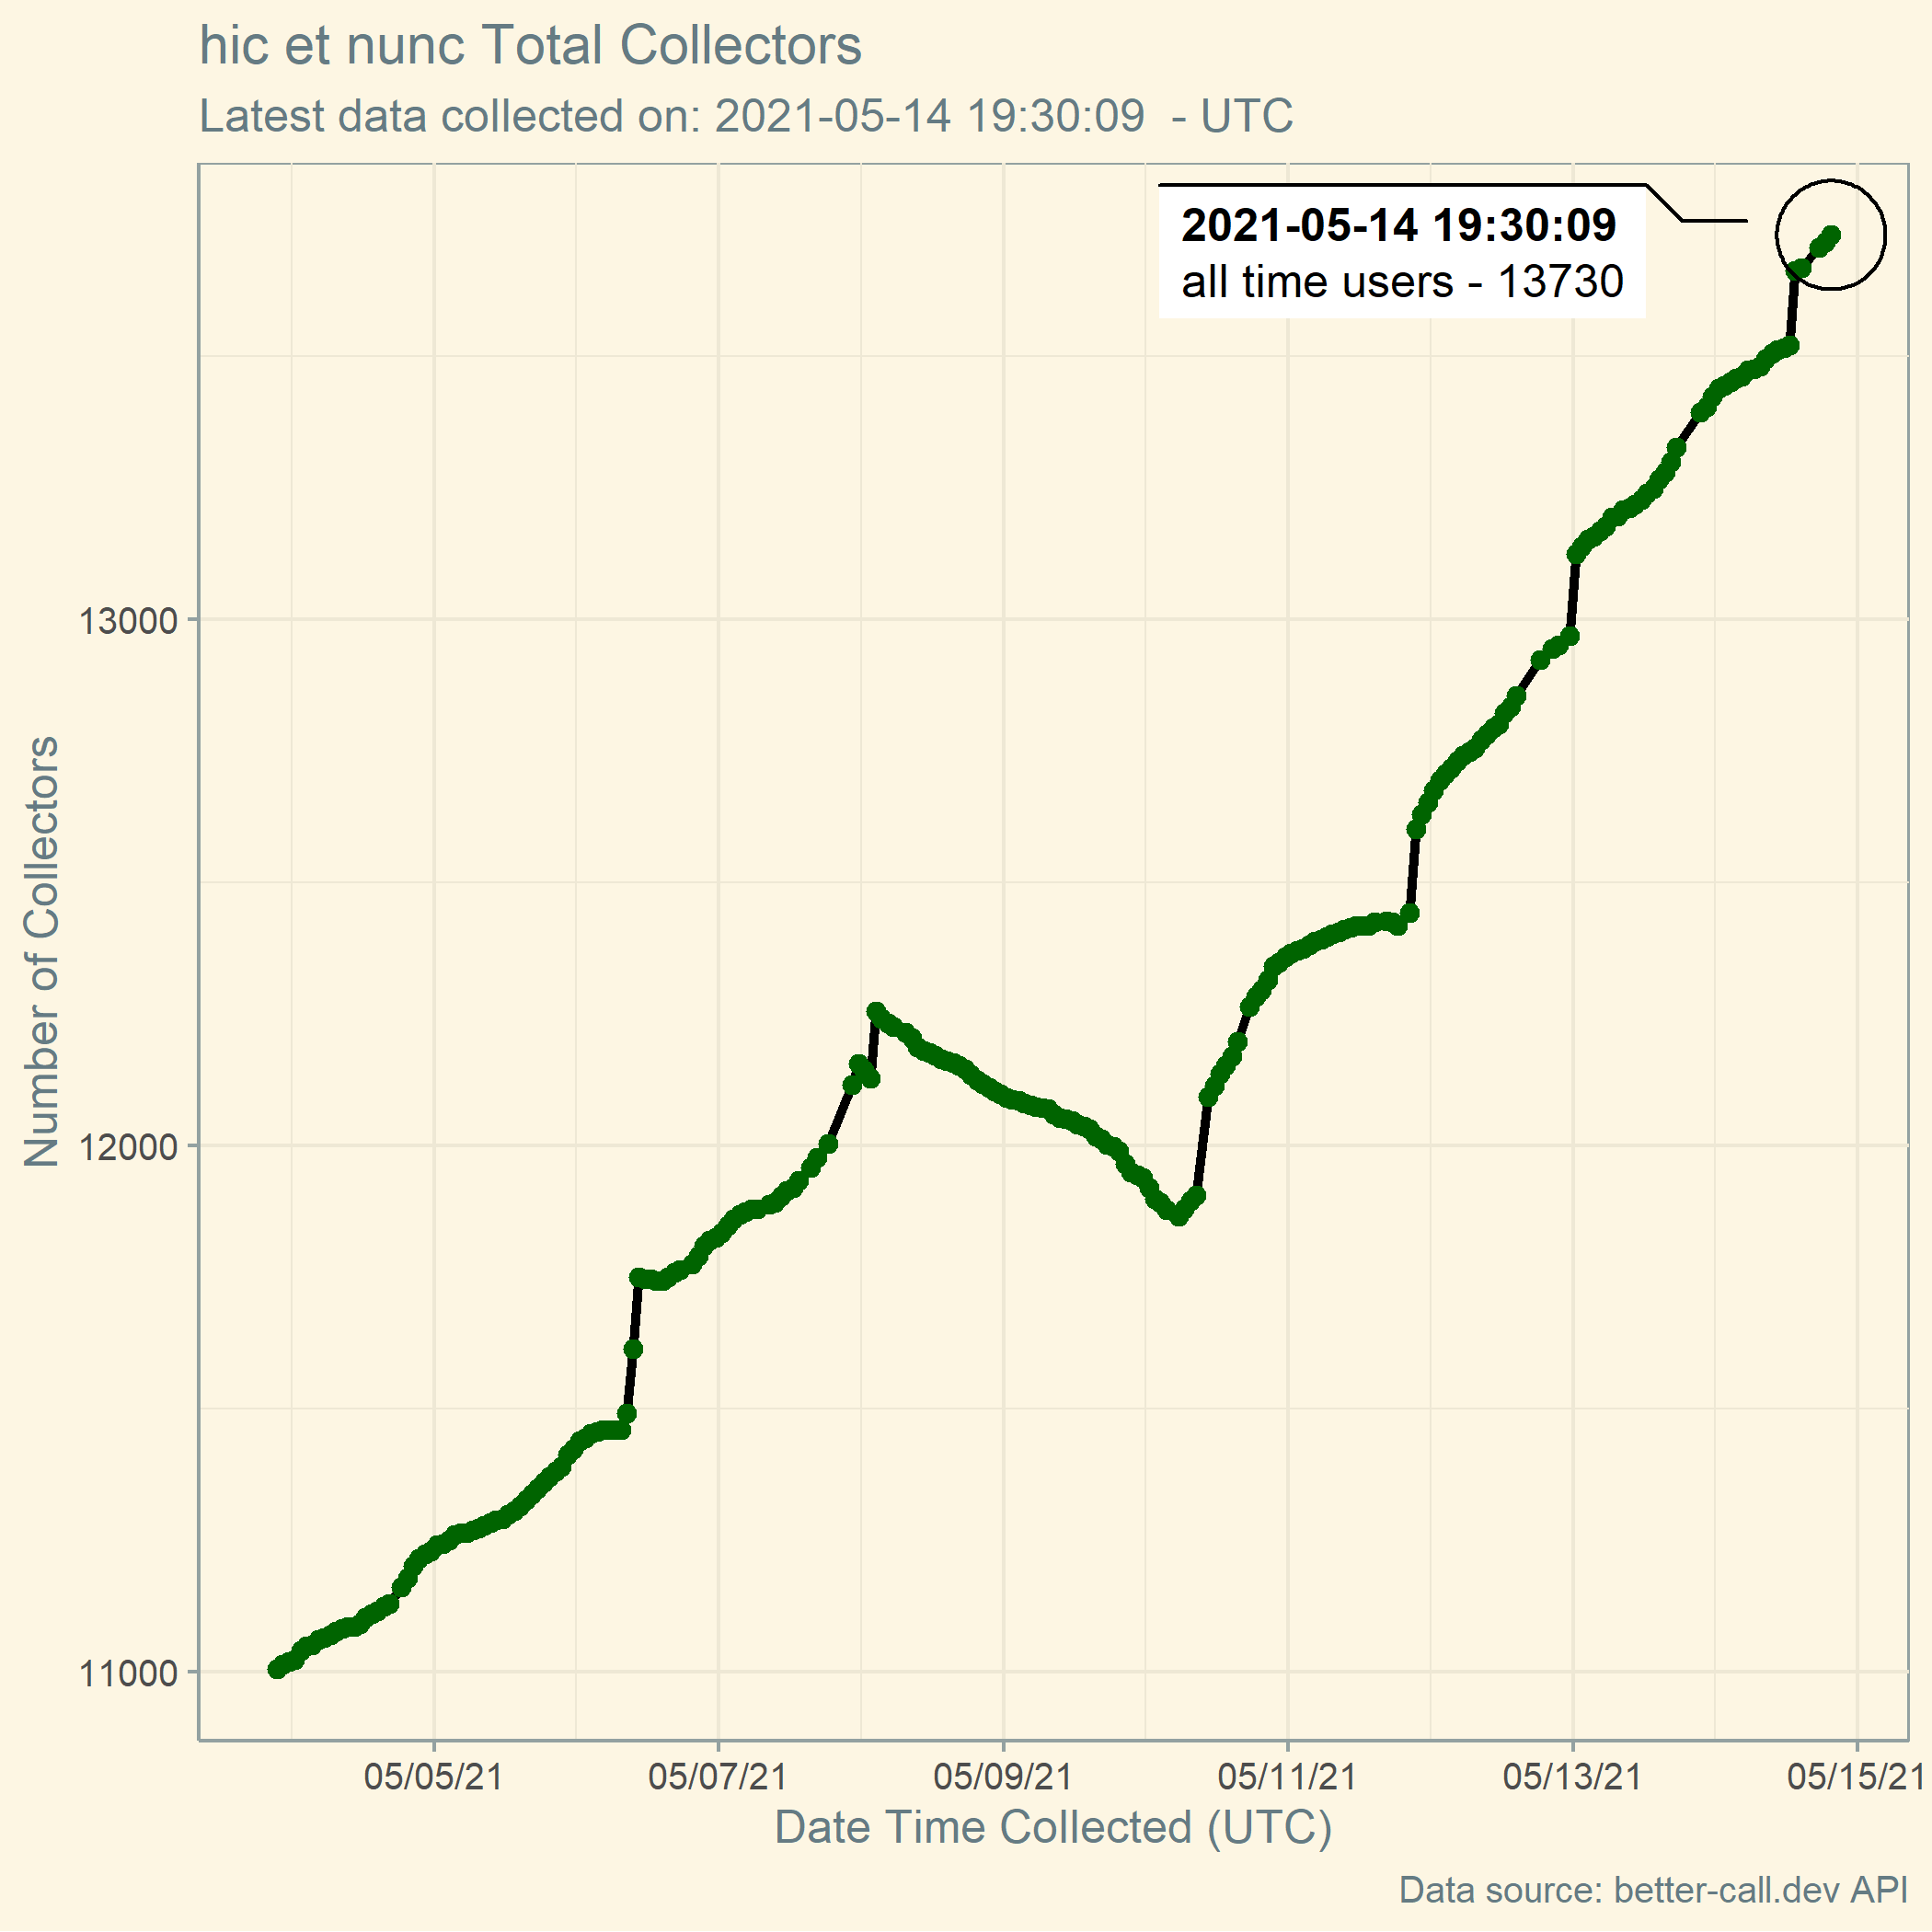 hic et nunc Total Collectors
Latest data collected on: 2021-05-14 19:30:09  - UTC
2021-05-14 19:30:09
all time users - 13730
Number of Collectors
13000
12000
11000
05/05/21
05/07/21
05/09/21
05/11/21
05/13/21
05/15/21
Date Time Collected (UTC)
Data source: better-call.dev API